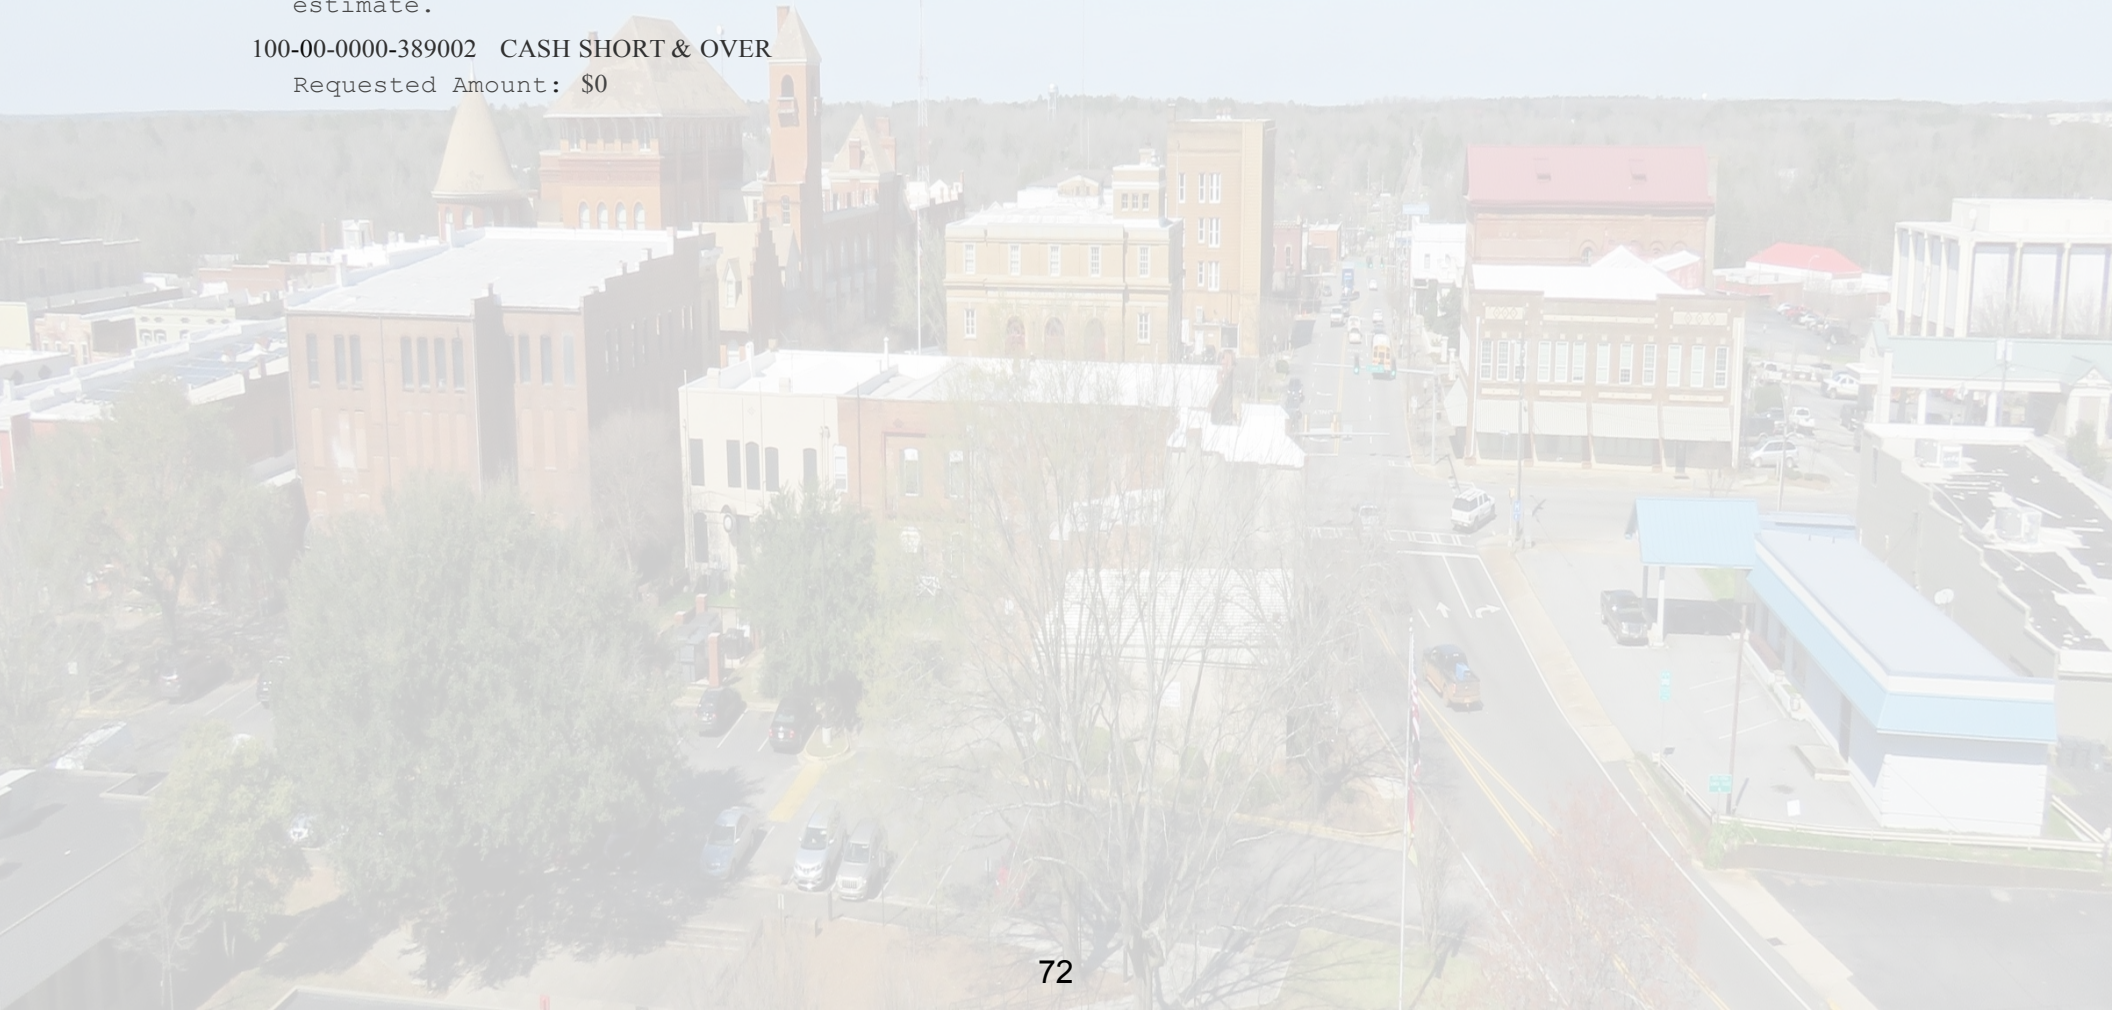 estimate.
100-00-0000-389002 CASH SHORT & OVER
Requested Amount: $0
72